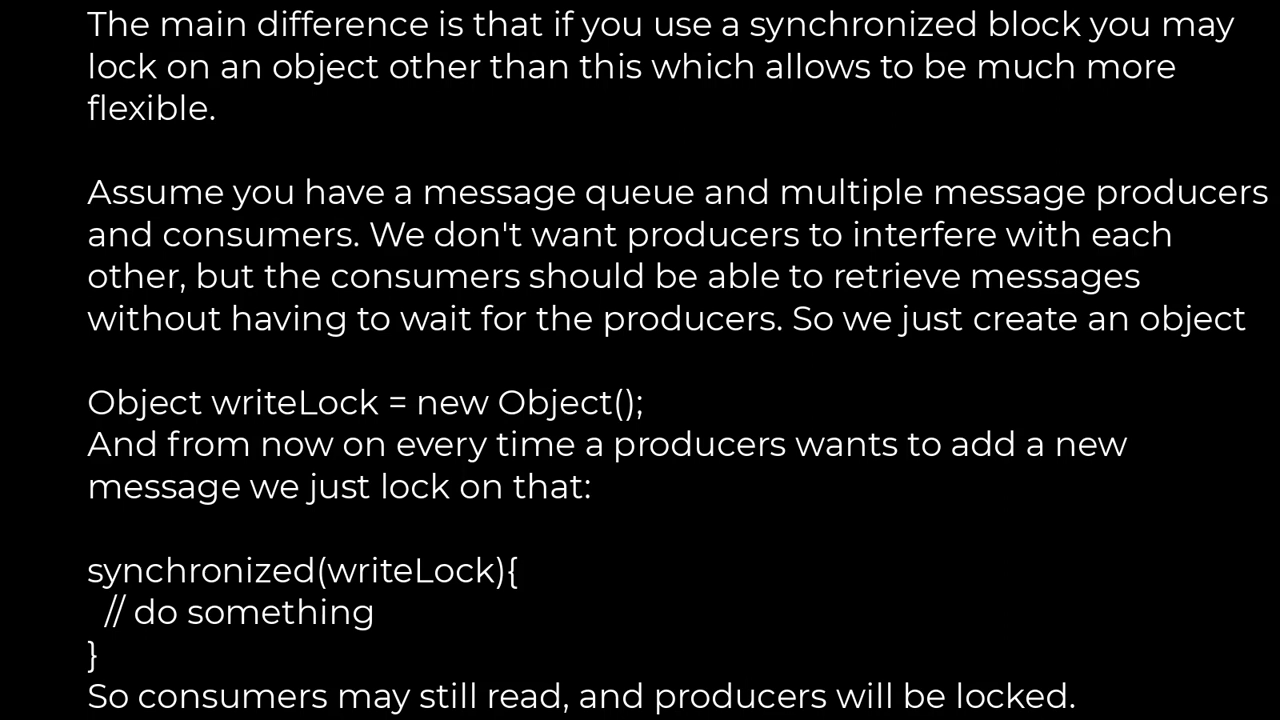 The main difference is that if you use a synchronized block you may
lock on an object other than this which allows to be much more
flexible.
Assume you have a message queue and multiple message producers
and consumers. We don't want producers to interfere with each
other, but the consumers should be able to retrieve messages
without having to wait for the producers. So we just create an object
Object writeLock = new Object();
And from now on every time a producers wants to add a new
message we just lock on that:
synchronized(writeLock){
// do something
}
So consumers may still read, and producers will be locked.